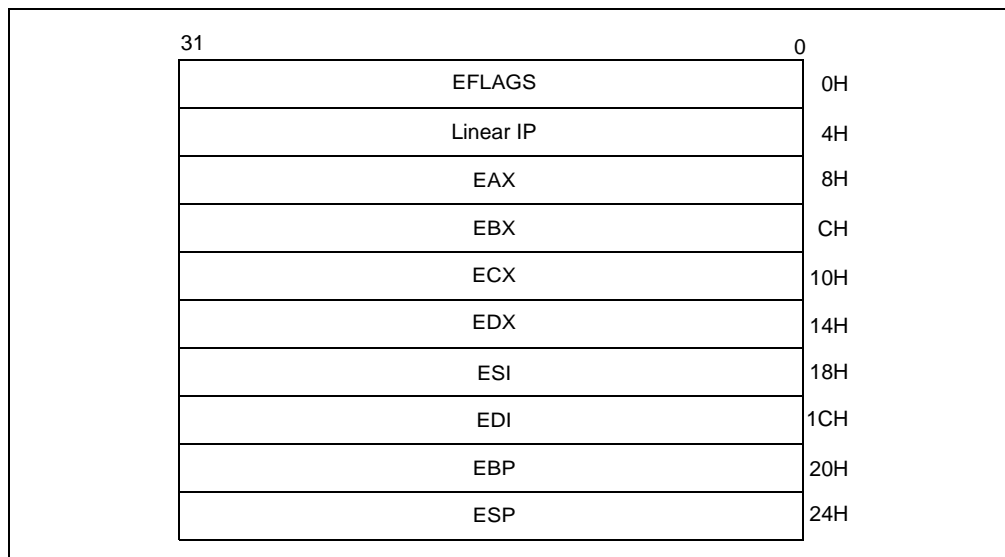 31 0
EFLAGS 0H
Linear IP 4H
EAX 8H
EBX CH
ECX 10H
EDX 14H
ESI 18H
EDI 1CH
EBP 20H
ESP 24H